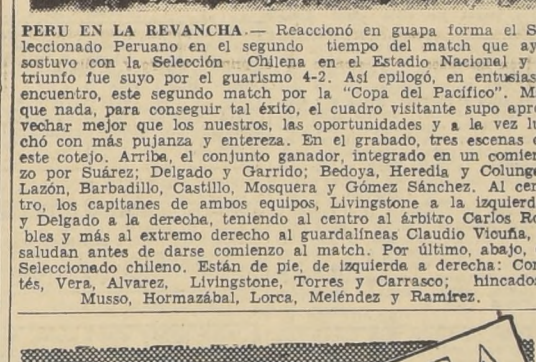 PERU EN LA REVANCHA.— Reaccionó en guapa forma el S
leccionado Peruano en el segundo tiempo del match que ay
sostuvo con la Selección Chilena en el Estadio Nacional y
triunfo fue suyo por el guarismo 4-2. Así epilogó, en entusias
encuentro, este segundo match por la "Copa del Pacífico". M
que nada, para conseguir tal éxito, el cuadro visitante supo apro
vechar mejor que los nuestros, las oportunidades y a la vez lu
chó con más pujanza y entereza. En el grabado, tres escenas d
este cotejo. Arriba, el conjunto ganador, integrado en un comien
zo por Suárez; Delgado y Garrido; Bedoya, Heredia y Colunga
Lazón, Barbadillo, Castillo, Mosquera y Gómez Sánchez. Al cen
tro, los capitanes de ambos equipos, Livingstone a la izquierd
y Delgado a la derecha, teniendo al centro al árbitro Carlos Ro
bles y más al extremo derecho al guardalíneas Claudio Vicuña,
saludan antes de darse comienzo al match. Por último, abajo,
Seleccionado chileno. Están de pie, de izquierda a derecha: Cor
tés, Vera, Alvarez, Livingstone, Torres y Carrasco; hincados
Musso, Hormazábal, Lorca, Meléndez y Ramírez.